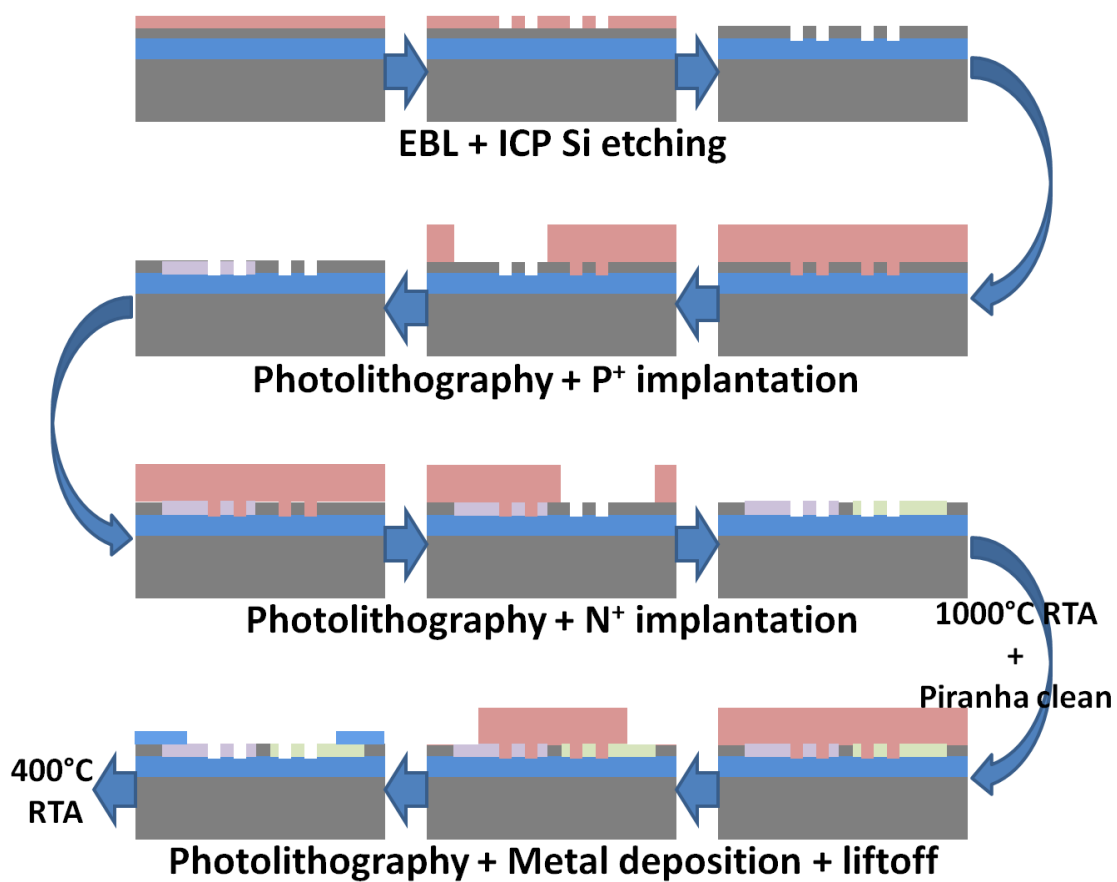 EBL + ICP Si etching
Photolithography + P⁺ implantation
Photolithography + N⁺ implantation
1000°C RTA
+
Piranha clean
400°C
RTA
Photolithography + Metal deposition + liftoff